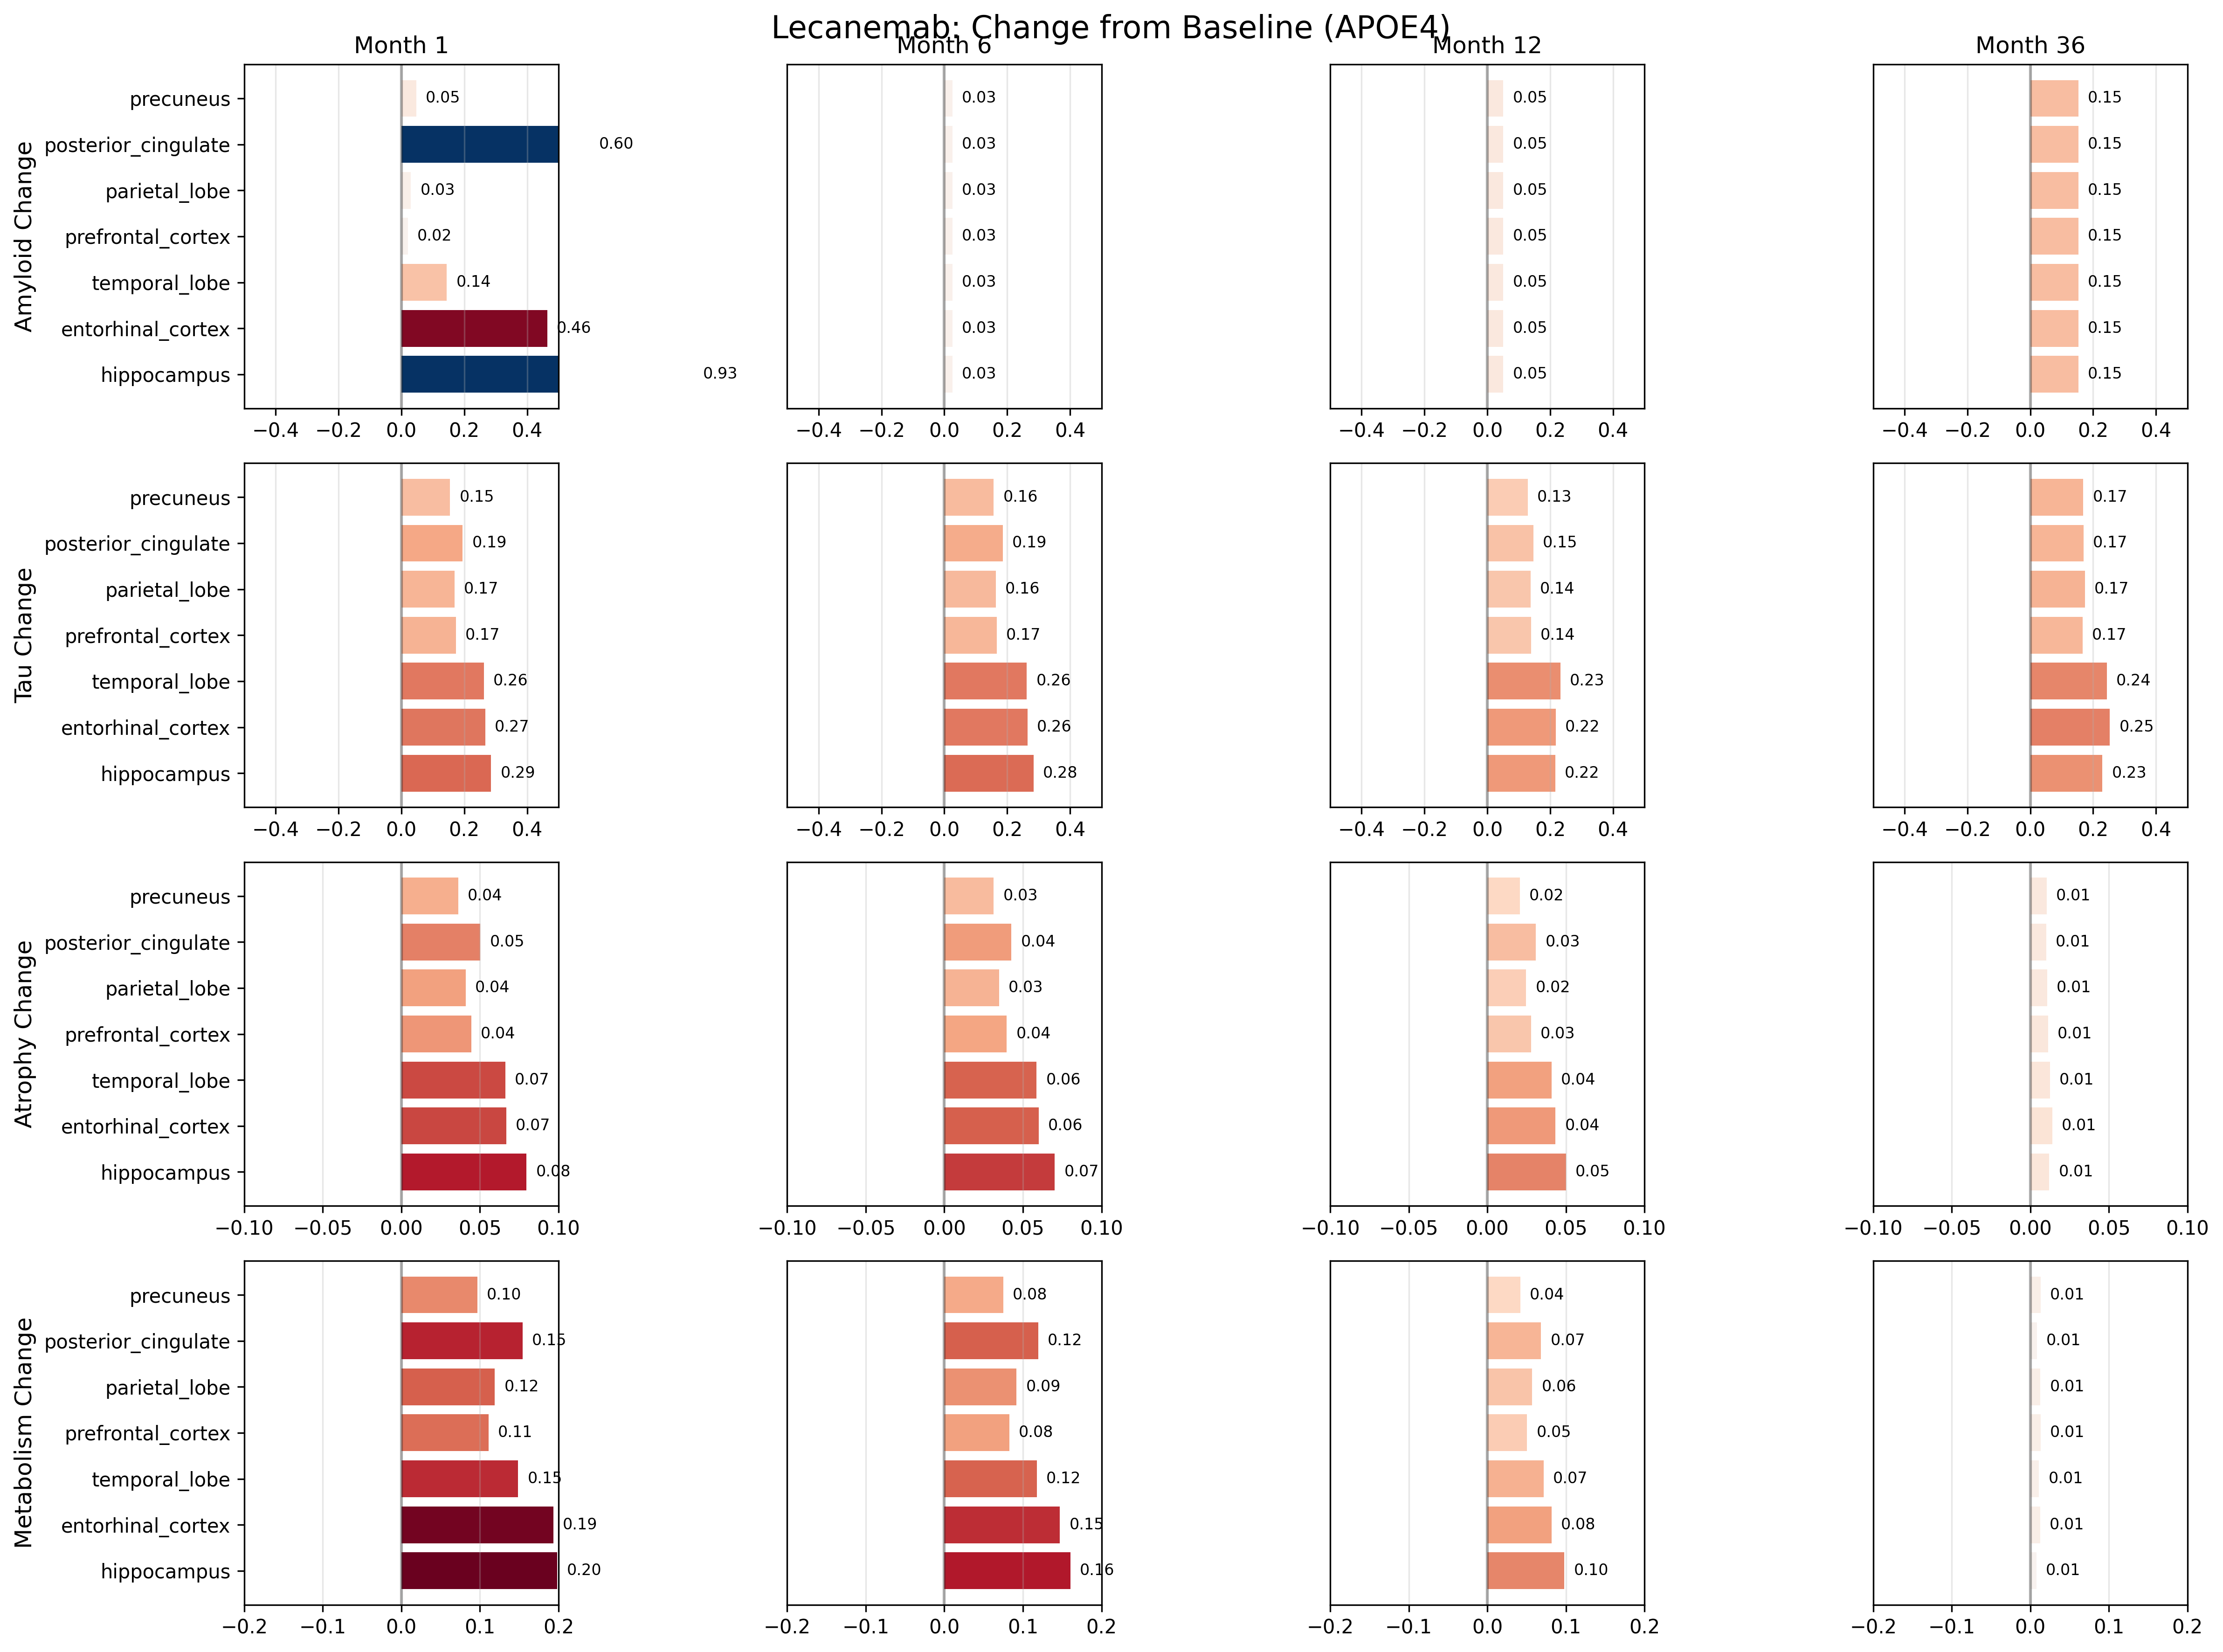 Lecanemab: Change from Baseline (APOE4)
Month 1 Month 6 Month 12 Month 36
Amyloid Change
precuneus 0.05 0.03 0.05 0.15
posterior_cingulate 0.60 0.03 0.05 0.15
parietal_lobe 0.03 0.03 0.05 0.15
prefrontal_cortex 0.02 0.03 0.05 0.15
temporal_lobe 0.14 0.03 0.05 0.15
entorhinal_cortex 0.46 0.03 0.05 0.15
hippocampus 0.93 0.03 0.05 0.15
−0.4 −0.2 0.0 0.2 0.4 −0.4 −0.2 0.0 0.2 0.4 −0.4 −0.2 0.0 0.2 0.4 −0.4 −0.2 0.0 0.2 0.4
Tau Change
precuneus 0.15 0.16 0.13 0.17
posterior_cingulate 0.19 0.19 0.15 0.17
parietal_lobe 0.17 0.16 0.14 0.17
prefrontal_cortex 0.17 0.17 0.14 0.17
temporal_lobe 0.26 0.26 0.23 0.24
entorhinal_cortex 0.27 0.26 0.22 0.25
hippocampus 0.29 0.28 0.22 0.23
−0.4 −0.2 0.0 0.2 0.4 −0.4 −0.2 0.0 0.2 0.4 −0.4 −0.2 0.0 0.2 0.4 −0.4 −0.2 0.0 0.2 0.4
Atrophy Change
precuneus 0.04 0.03 0.02 0.01
posterior_cingulate 0.05 0.04 0.03 0.01
parietal_lobe 0.04 0.03 0.02 0.01
prefrontal_cortex 0.04 0.04 0.03 0.01
temporal_lobe 0.07 0.06 0.04 0.01
entorhinal_cortex 0.07 0.06 0.04 0.01
hippocampus 0.08 0.07 0.05 0.01
−0.10 −0.05 0.00 0.05 0.10 −0.10 −0.05 0.00 0.05 0.10 −0.10 −0.05 0.00 0.05 0.10 −0.10 −0.05 0.00 0.05 0.10
Metabolism Change
precuneus 0.10 0.08 0.04 0.01
posterior_cingulate 0.15 0.12 0.07 0.01
parietal_lobe 0.12 0.09 0.06 0.01
prefrontal_cortex 0.11 0.08 0.05 0.01
temporal_lobe 0.15 0.12 0.07 0.01
entorhinal_cortex 0.19 0.15 0.08 0.01
hippocampus 0.20 0.16 0.10 0.01
−0.2 −0.1 0.0 0.1 0.2 −0.2 −0.1 0.0 0.1 0.2 −0.2 −0.1 0.0 0.1 0.2 −0.2 −0.1 0.0 0.1 0.2